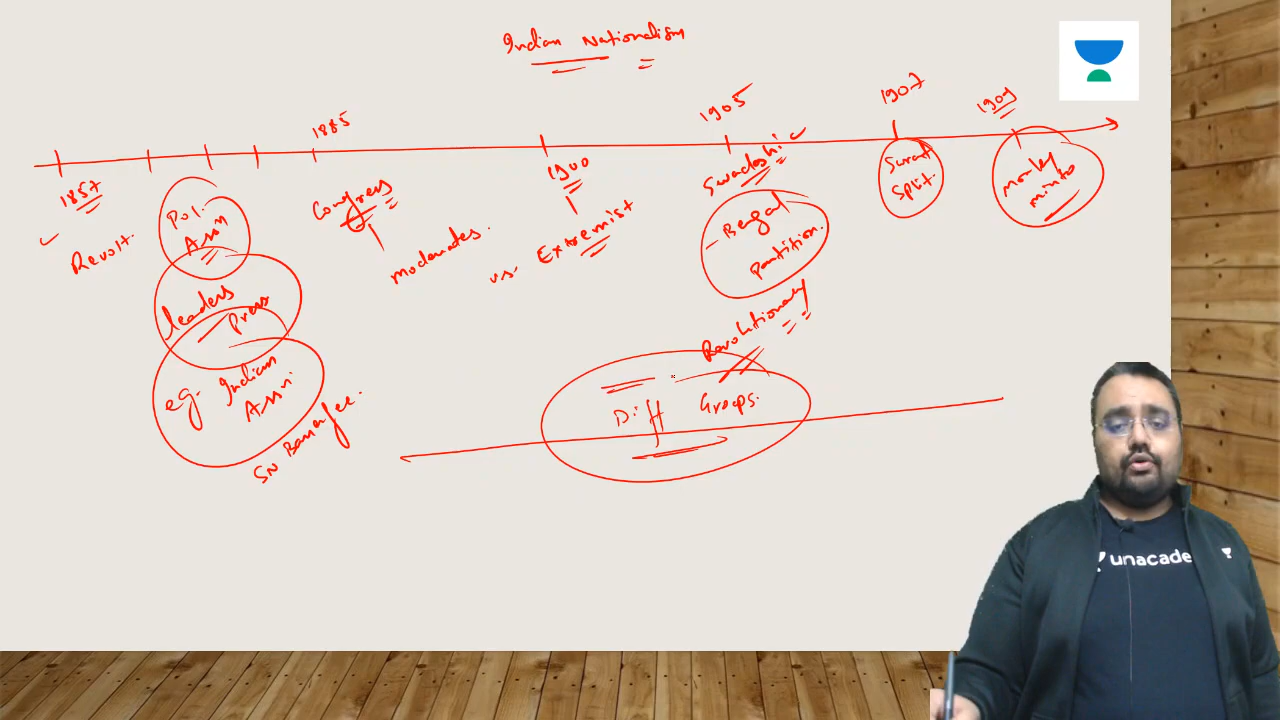 Indian Nationalism
1885
1905
1907
1909
1857
Revolt.
Pol.
Assn
leaders
press
eg. Indian
Assn.
SN Banerjee.
Congress
Moderates.
vs.
1900
Extremist
Swadeshi
- Bengal
partition.
Revolutionary
Diff Groups.
Surat
split.
Morley
minto
unacade